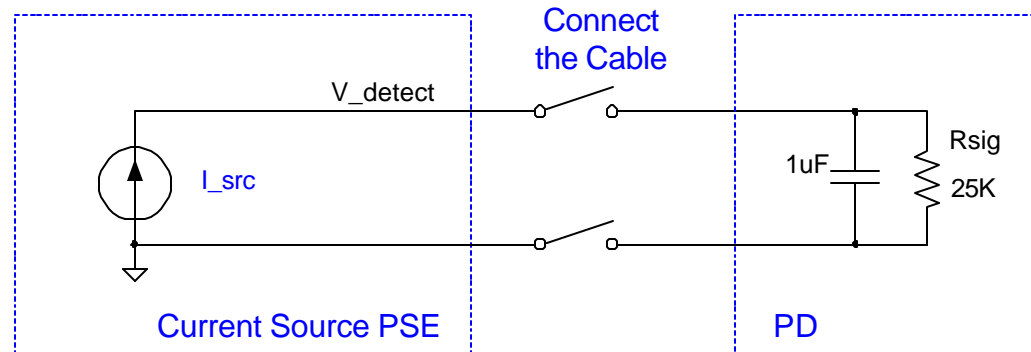 Connect
the Cable
V_detect
I_src
1uF
Rsig
25K
Current Source PSE
PD